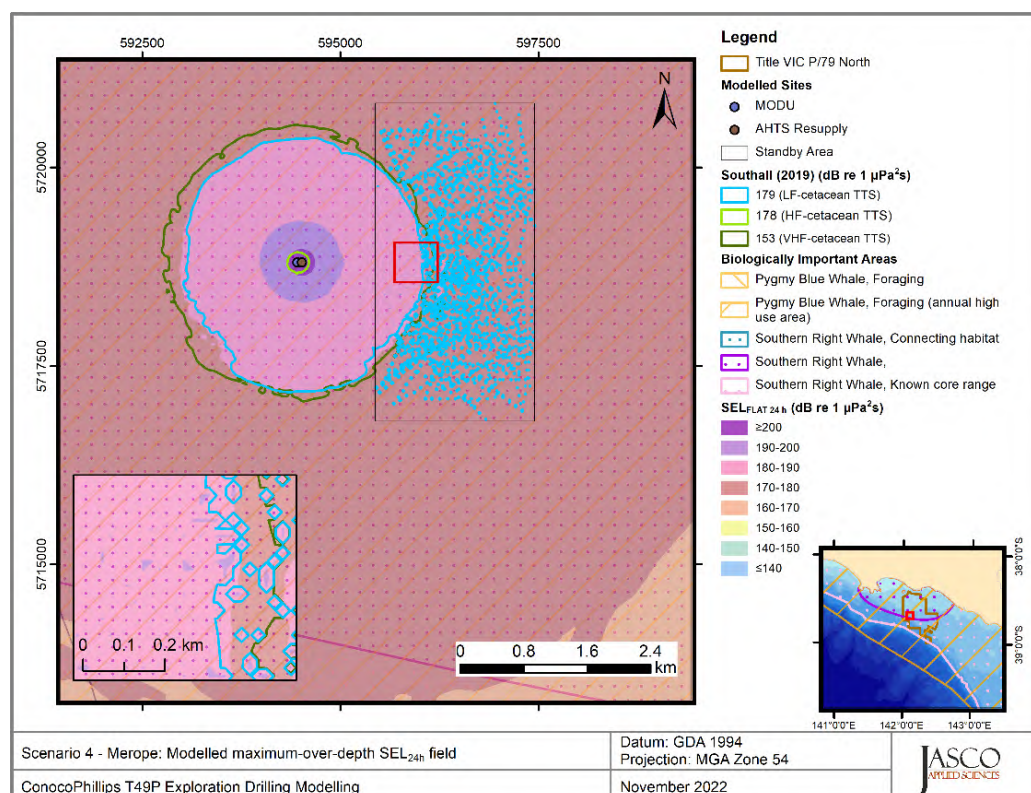 592500 595000 597500
5720000
5717500
5715000
N
0 0.1 0.2 km
0 0.8 1.6 2.4
km
Legend
Title VIC P/79 North
Modelled Sites
MODU
AHTS Resupply
Standby Area
Southall (2019) (dB re 1 µPa²s)
179 (LF-cetacean TTS)
178 (HF-cetacean TTS)
153 (VHF-cetacean TTS)
Biologically Important Areas
Pygmy Blue Whale, Foraging
Pygmy Blue Whale, Foraging (annual high
use area)
Southern Right Whale, Connecting habitat
Southern Right Whale,
Southern Right Whale, Known core range
SELFLAT 24 h (dB re 1 µPa²s)
≥200
190-200
180-190
170-180
160-170
150-160
140-150
≤140
38°0'0"S
39°0'0"S
141°0'0"E 142°0'0"E 143°0'0"E
Scenario 4 - Merope: Modelled maximum-over-depth SEL24h field
ConocoPhillips T49P Exploration Drilling Modelling
Datum: GDA 1994
Projection: MGA Zone 54
November 2022
JASCO
APPLIED SCIENCES